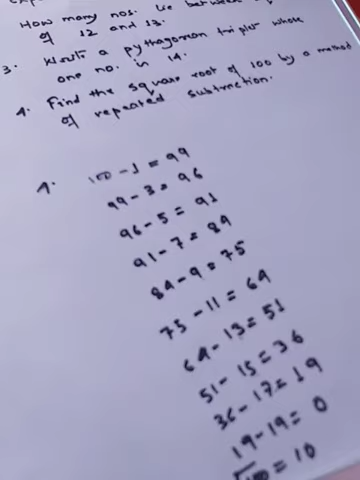 How many nos. lie between
of 12 and 13.
3. Write a pythagorean triplet whose
one no. is 14.
4. Find the square root of 100 by a method
of repeated subtraction.
1. 100 - 1 = 99
99 - 3 = 96
96 - 5 = 91
91 - 7 = 84
84 - 9 = 75
75 - 11 = 64
64 - 13 = 51
51 - 15 = 36
36 - 17 = 19
19 - 19 = 0
√100 = 10